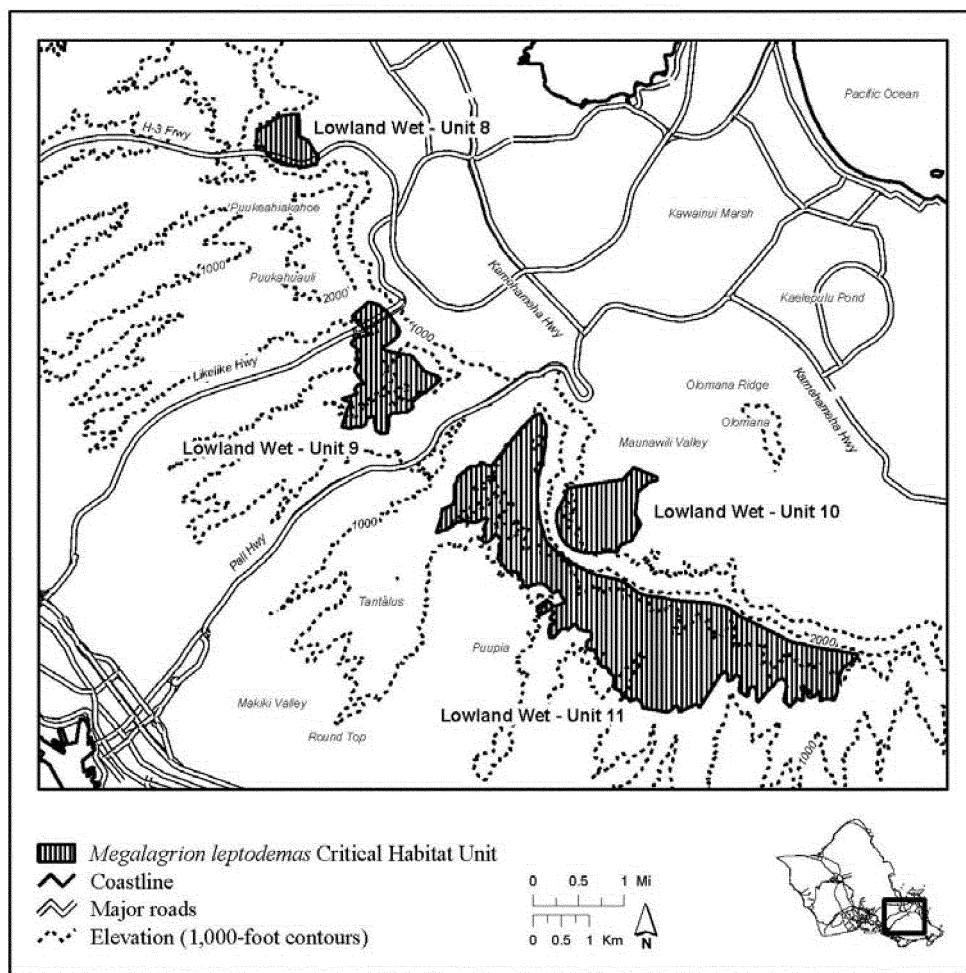 Pacific Ocean
Lowland Wet - Unit 8
H-3 Frwy
'Puukeahiakahoe
Kawainui Marsh
1000
Puukahuauli
2000
Kamehameha Hwy
Kaelepulu Pond
1000
Likelike Hwy
Olomana Ridge
Kamehameha Hwy
Olomana
Lowland Wet - Unit 9
Maunawili Valley
Lowland Wet - Unit 10
1000
Pali Hwy
Tantalus
2000
Puupia
Makiki Valley
Lowland Wet - Unit 11
Round Top
1000
Megalagrion leptodemas Critical Habitat Unit
Coastline
Major roads
Elevation (1,000-foot contours)
0 0.5 1 Mi
0 0.5 1 Km
N